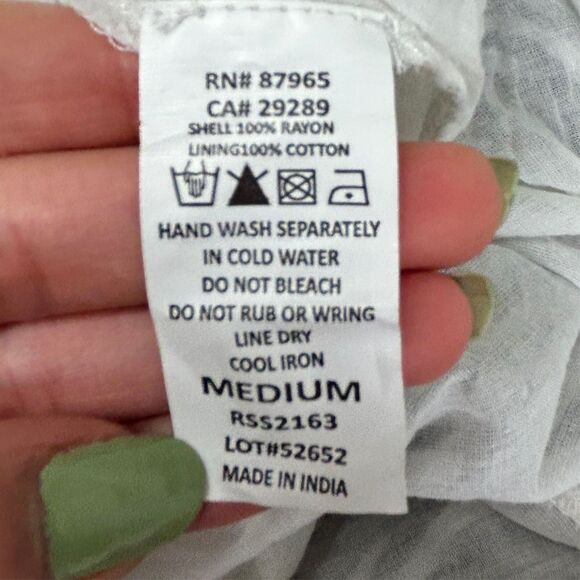 RN# 87965
CA# 29289
SHELL 100% RAYON
LINING100% COTTON
HAND WASH SEPARATELY
IN COLD WATER
DO NOT BLEACH
DO NOT RUB OR WRING
LINE DRY
COOL IRON
MEDIUM
RSS2163
LOT#52652
MADE IN INDIA